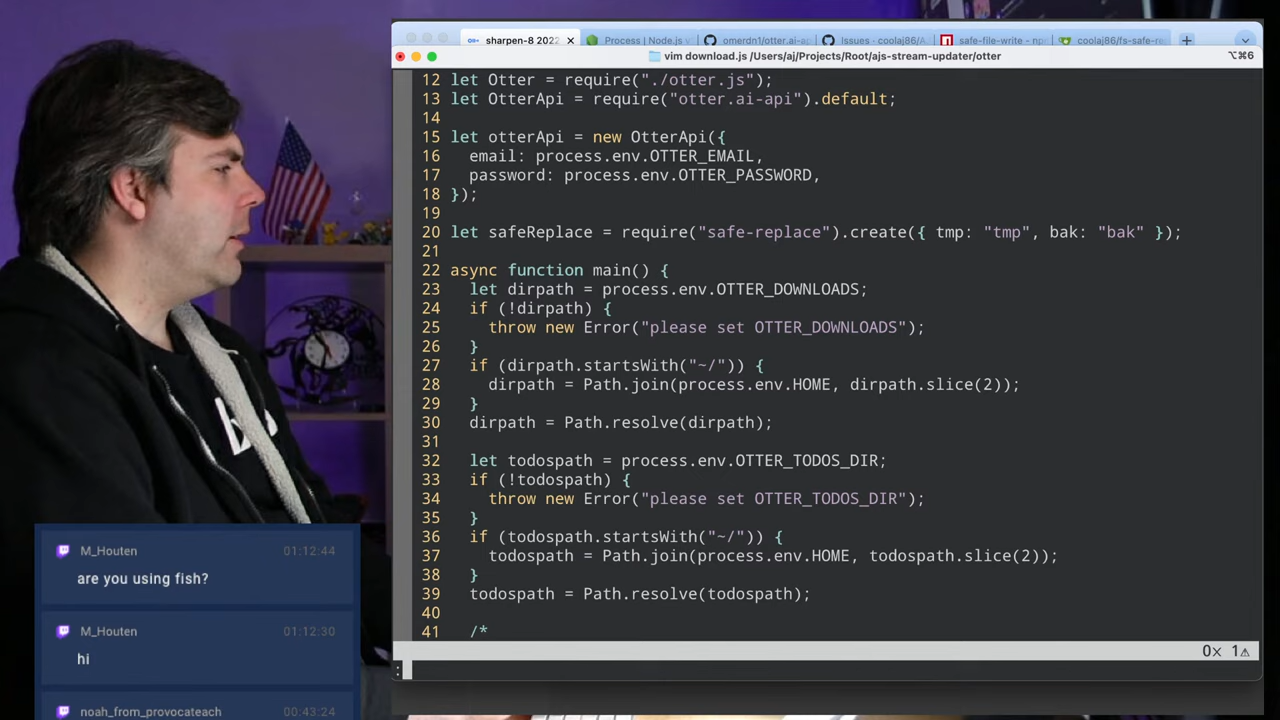 sharpen-8 2022
Process | Node.js v
omerdn1/otter.ai-ap
Issues · coolaj86/A
safe-file-write - npm
coolaj86/fs-safe-re
vim download.js /Users/aj/Projects/Root/ajs-stream-updater/otter
⌥⌘6
12 let Otter = require("./otter.js");
13 let OtterApi = require("otter.ai-api").default;
14
15 let otterApi = new OtterApi({
16   email: process.env.OTTER_EMAIL,
17   password: process.env.OTTER_PASSWORD,
18 });
19
20 let safeReplace = require("safe-replace").create({ tmp: "tmp", bak: "bak" });
21
22 async function main() {
23   let dirpath = process.env.OTTER_DOWNLOADS;
24   if (!dirpath) {
25     throw new Error("please set OTTER_DOWNLOADS");
26   }
27   if (dirpath.startsWith("~/")) {
28     dirpath = Path.join(process.env.HOME, dirpath.slice(2));
29   }
30   dirpath = Path.resolve(dirpath);
31
32   let todospath = process.env.OTTER_TODOS_DIR;
33   if (!todospath) {
34     throw new Error("please set OTTER_TODOS_DIR");
35   }
36   if (todospath.startsWith("~/")) {
37     todospath = Path.join(process.env.HOME, todospath.slice(2));
38   }
39   todospath = Path.resolve(todospath);
40
41   /*
0× 1⚠
:
M_Houten 01:12:44
are you using fish?
M_Houten 01:12:30
hi
noah_from_provocateach 00:43:24